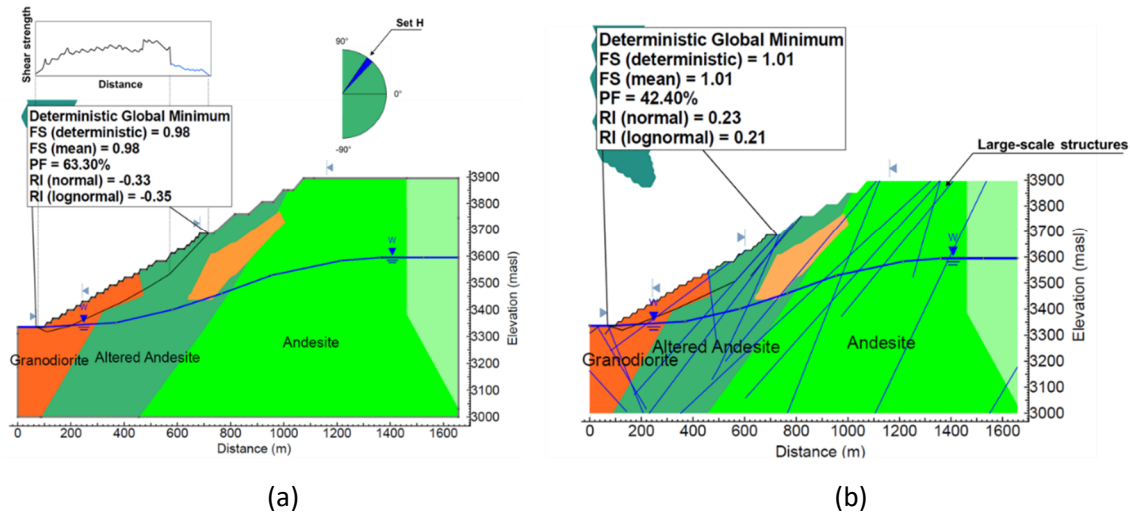 Shear strength
Distance
Set H
90°
0°
-90°
Deterministic Global Minimum
FS (deterministic) = 0.98
FS (mean) = 0.98
PF = 63.30%
RI (normal) = -0.33
RI (lognormal) = -0.35
W
W
Granodiorite
Altered Andesite
Andesite
3900
3800
3700
3600
3500
3400
3300
3200
3100
3000
Elevation (masl)
0 200 400 600 800 1000 1200 1400 1600
Distance (m)
(a)
Deterministic Global Minimum
FS (deterministic) = 1.01
FS (mean) = 1.01
PF = 42.40%
RI (normal) = 0.23
RI (lognormal) = 0.21
Large-scale structures
W
W
Granodiorite
Altered Andesite
Andesite
3900
3800
3700
3600
3500
3400
3300
3200
3100
3000
Elevation (masl)
0 200 400 600 800 1000 1200 1400 1600
Distance (m)
(b)